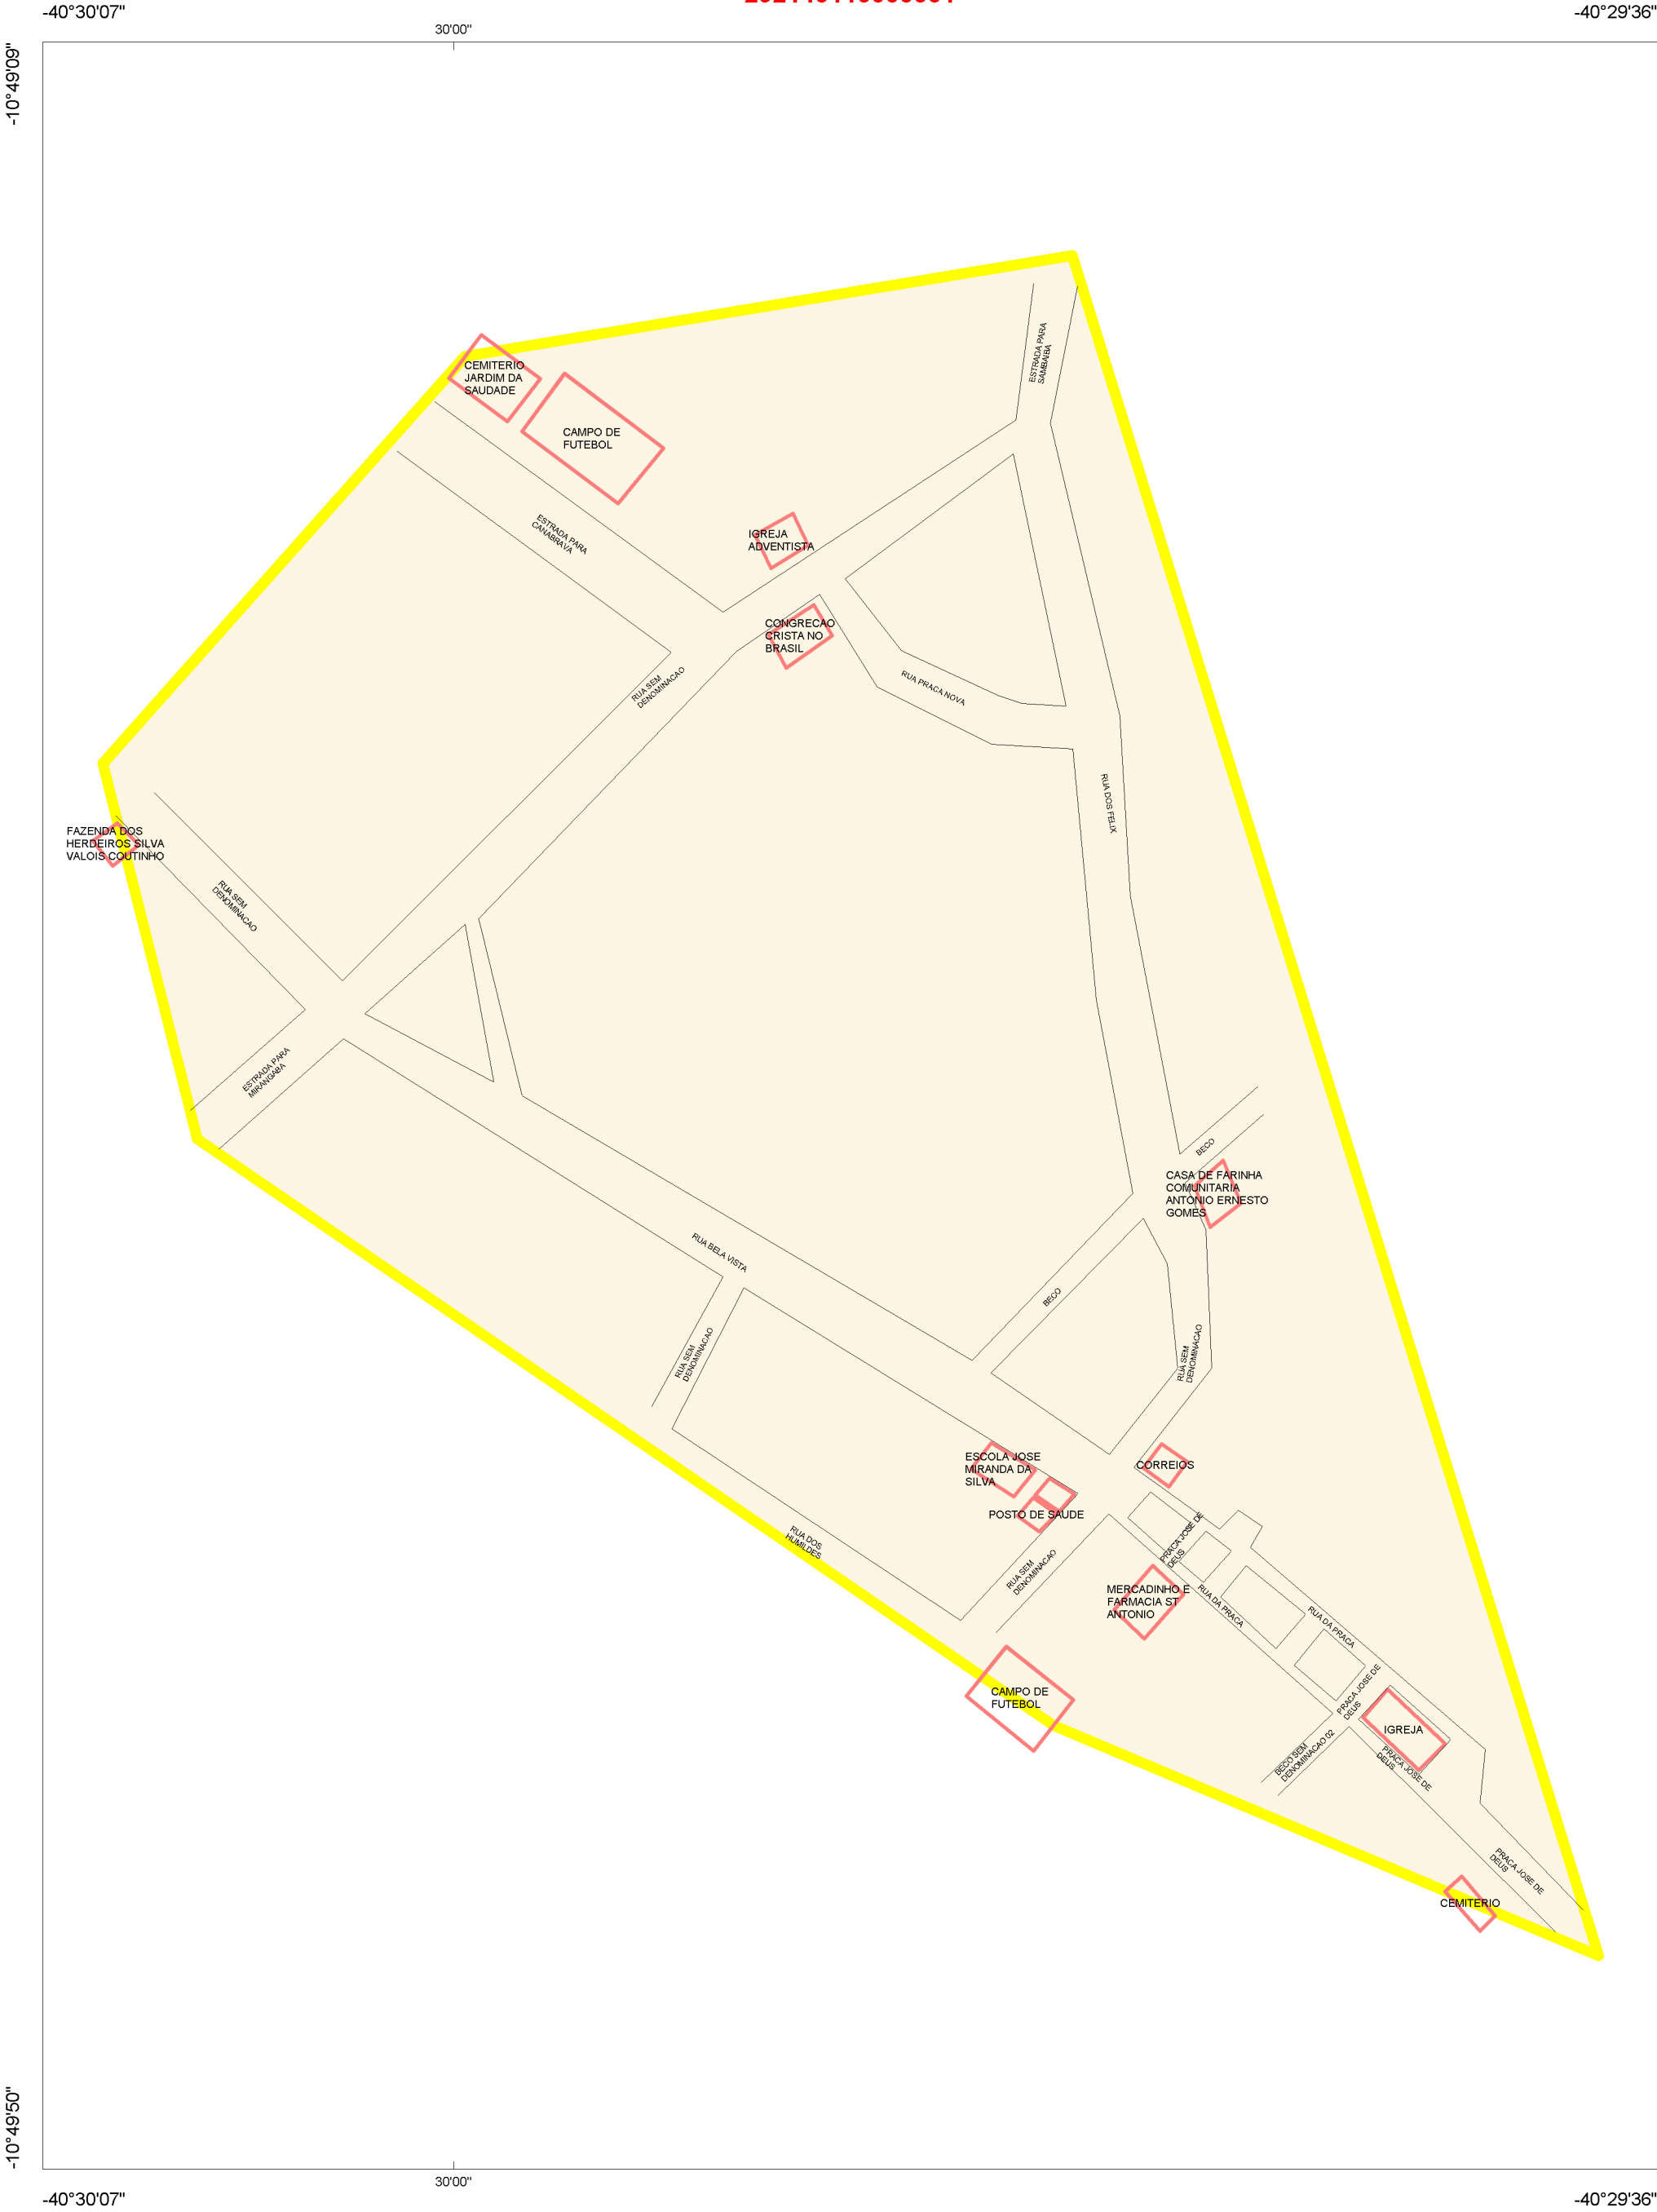 -40°30'07"
-40°29'36"
30'00"
-10°49'09"
ESTRADA PARA
SAMBAIBA
CEMITERIO
JARDIM DA
SAUDADE
CAMPO DE
FUTEBOL
ESTRADA PARA
CANABRAVA
IGREJA
ADVENTISTA
CONGRECAO
CRISTA NO
BRASIL
RUA SEM
DENOMINACAO
RUA PRACA NOVA
RUA DOS FELIX
FAZENDA DOS
HERDEIROS SILVA
VALOIS COUTINHO
RUA SEM
DENOMINACAO
ESTRADA PARA
MIRANGABA
BECO
CASA DE FARINHA
COMUNITARIA
ANTONIO ERNESTO
GOMES
RUA BELA VISTA
BECO
RUA SEM
DENOMINACAO
RUA SEM
DENOMINACAO
ESCOLA JOSE
MIRANDA DA
SILVA
CORREIOS
POSTO DE SAUDE
RUA DOS
HUMILDES
PRACA JOSE DE
DEUS
RUA SEM
DENOMINACAO
MERCADINHO E
FARMACIA ST
ANTONIO
RUA DA PRACA
RUA DA PRACA
CAMPO DE
FUTEBOL
PRACA JOSE DE
DEUS
IGREJA
BECO SEM
DENOMINACAO 02
PRACA JOSE DE
DEUS
PRACA JOSE DE
DEUS
CEMITERIO
-10°49'50"
30'00"
-40°30'07"
-40°29'36"